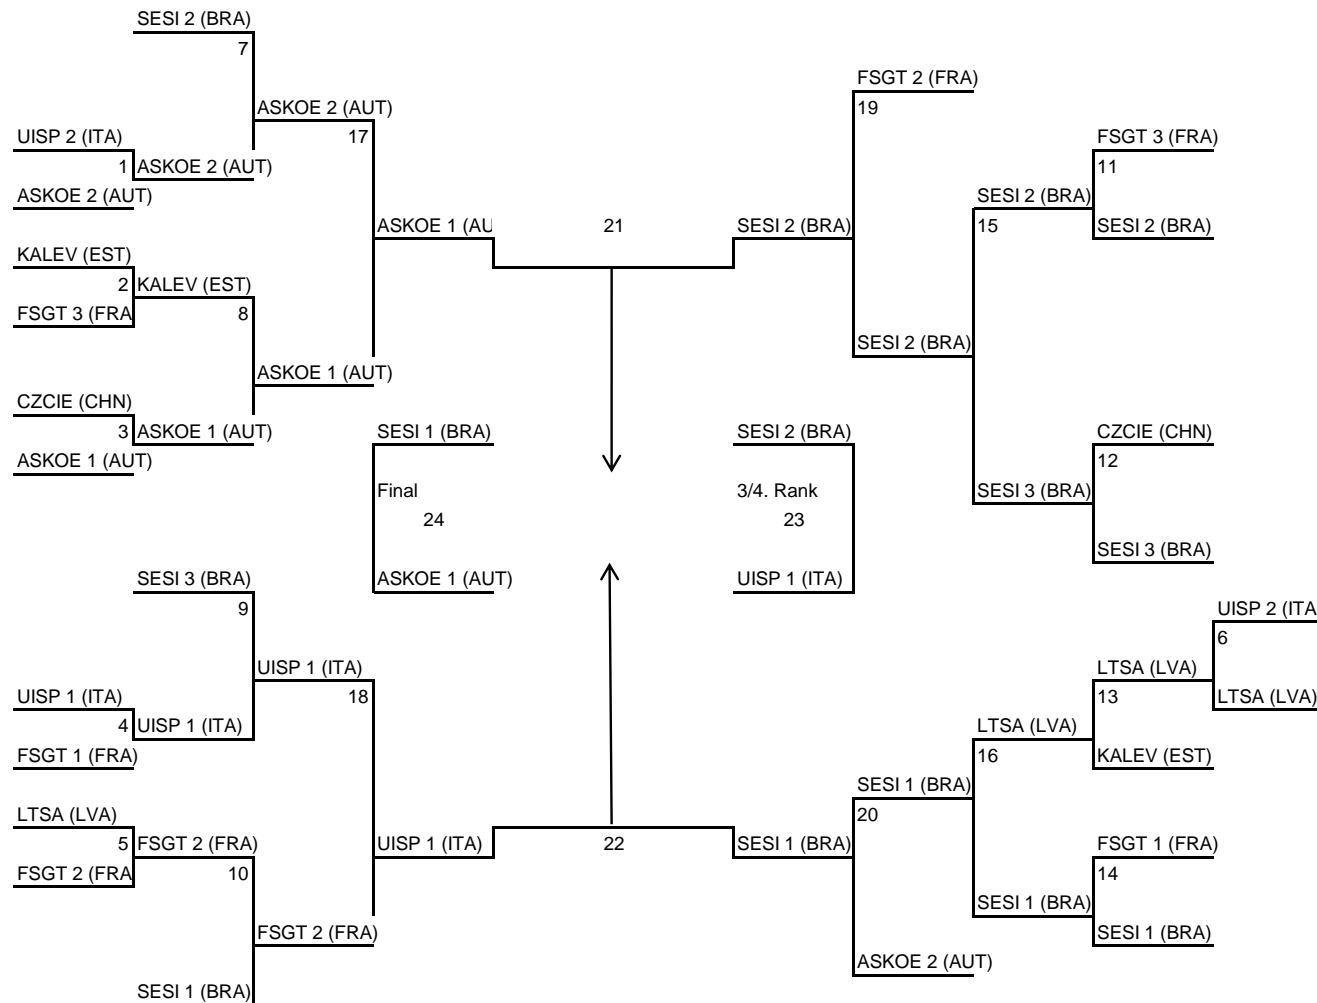 SESI 2 (BRA)
7
ASKOE 2 (AUT)
17
UISP 2 (ITA)
1
ASKOE 2 (AUT)
ASKOE 2 (AUT)
ASKOE 1 (AU
KALEV (EST)
2
KALEV (EST)
FSGT 3 (FRA
8
ASKOE 1 (AUT)
CZCIE (CHN)
3
ASKOE 1 (AUT)
ASKOE 1 (AUT)
21
FSGT 2 (FRA)
19
FSGT 3 (FRA)
11
SESI 2 (BRA)
SESI 2 (BRA)
SESI 2 (BRA)
15
SESI 2 (BRA)
CZCIE (CHN)
12
SESI 3 (BRA)
SESI 3 (BRA)
SESI 1 (BRA)
Final
24
ASKOE 1 (AUT)
SESI 2 (BRA)
3/4. Rank
23
UISP 1 (ITA)
SESI 3 (BRA)
9
UISP 1 (ITA)
18
UISP 1 (ITA)
4
UISP 1 (ITA)
FSGT 1 (FRA)
LTSA (LVA)
5
FSGT 2 (FRA)
FSGT 2 (FRA
10
UISP 1 (ITA)
FSGT 2 (FRA)
SESI 1 (BRA)
22
UISP 2 (ITA
6
LTSA (LVA)
13
LTSA (LVA)
LTSA (LVA)
16
KALEV (EST)
SESI 1 (BRA)
20
SESI 1 (BRA)
FSGT 1 (FRA)
14
SESI 1 (BRA)
SESI 1 (BRA)
ASKOE 2 (AUT)